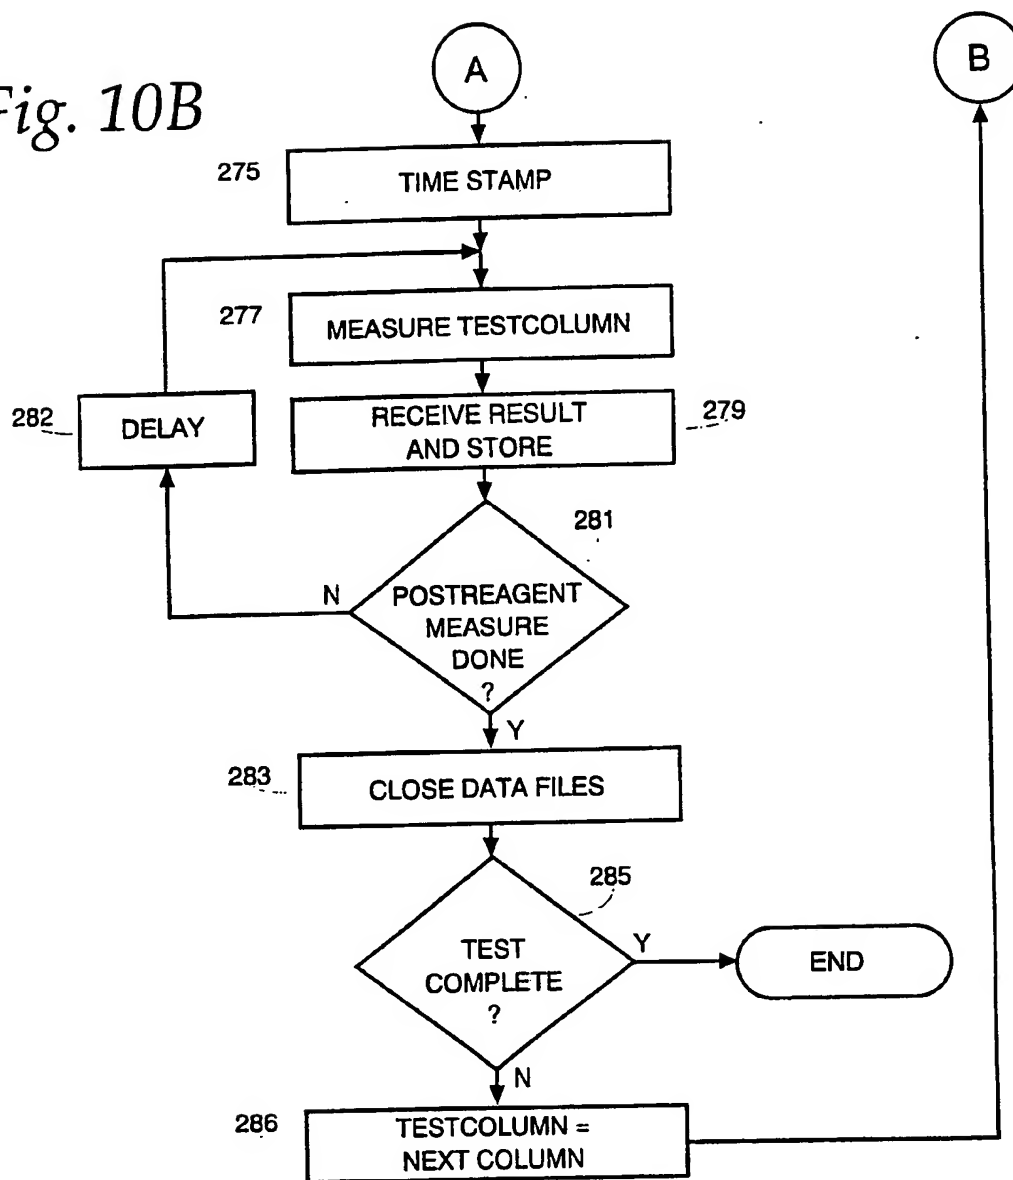 A
B
Fig. 10B
275
TIME STAMP
277
MEASURE TESTCOLUMN
282
DELAY
RECEIVE RESULT
AND STORE
279
281
N
POSTREAGENT
MEASURE
DONE
?
Y
283
CLOSE DATA FILES
285
TEST
COMPLETE
?
Y
END
N
286
TESTCOLUMN =
NEXT COLUMN